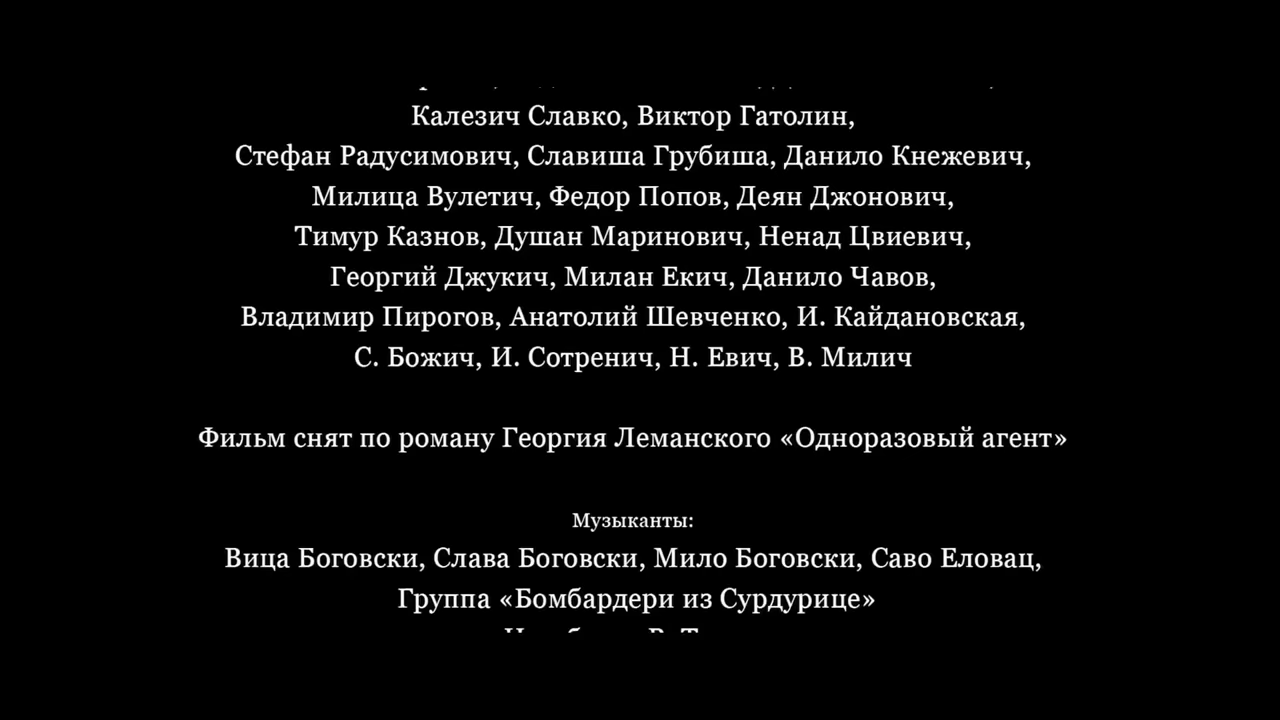 Калезич Славко, Виктор Гатолин,
Стефан Радусимович, Славиша Грубиша, Данило Кнежевич,
Милица Вулетич, Федор Попов, Деян Джонович,
Тимур Казнов, Душан Маринович, Ненад Цвиевич,
Георгий Джукич, Милан Екич, Данило Чавов,
Владимир Пирогов, Анатолий Шевченко, И. Кайдановская,
С. Божич, И. Сотренич, Н. Евич, В. Милич
Фильм снят по роману Георгия Леманского «Одноразовый агент»
Музыканты:
Вица Боговски, Слава Боговски, Мило Боговски, Саво Еловац,
Группа «Бомбардери из Сурдурице»